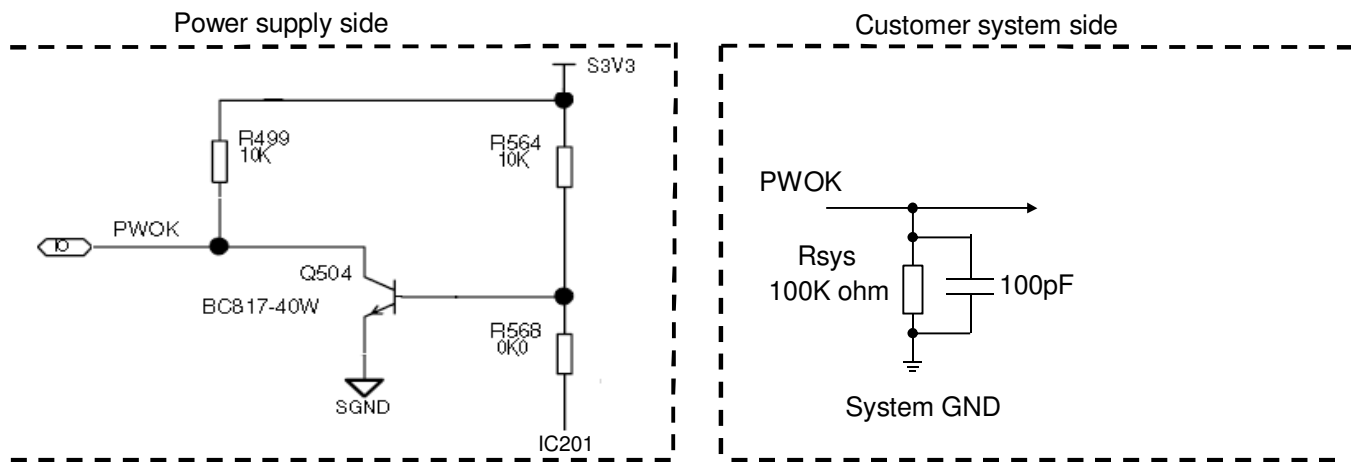 Power supply side
S3V3
R499
10K
R564
10K
IO
PWOK
Q504
BC817-40W
R568
0K0
SGND
IC201
Customer system side
PWOK
Rsys
100K ohm
100pF
System GND